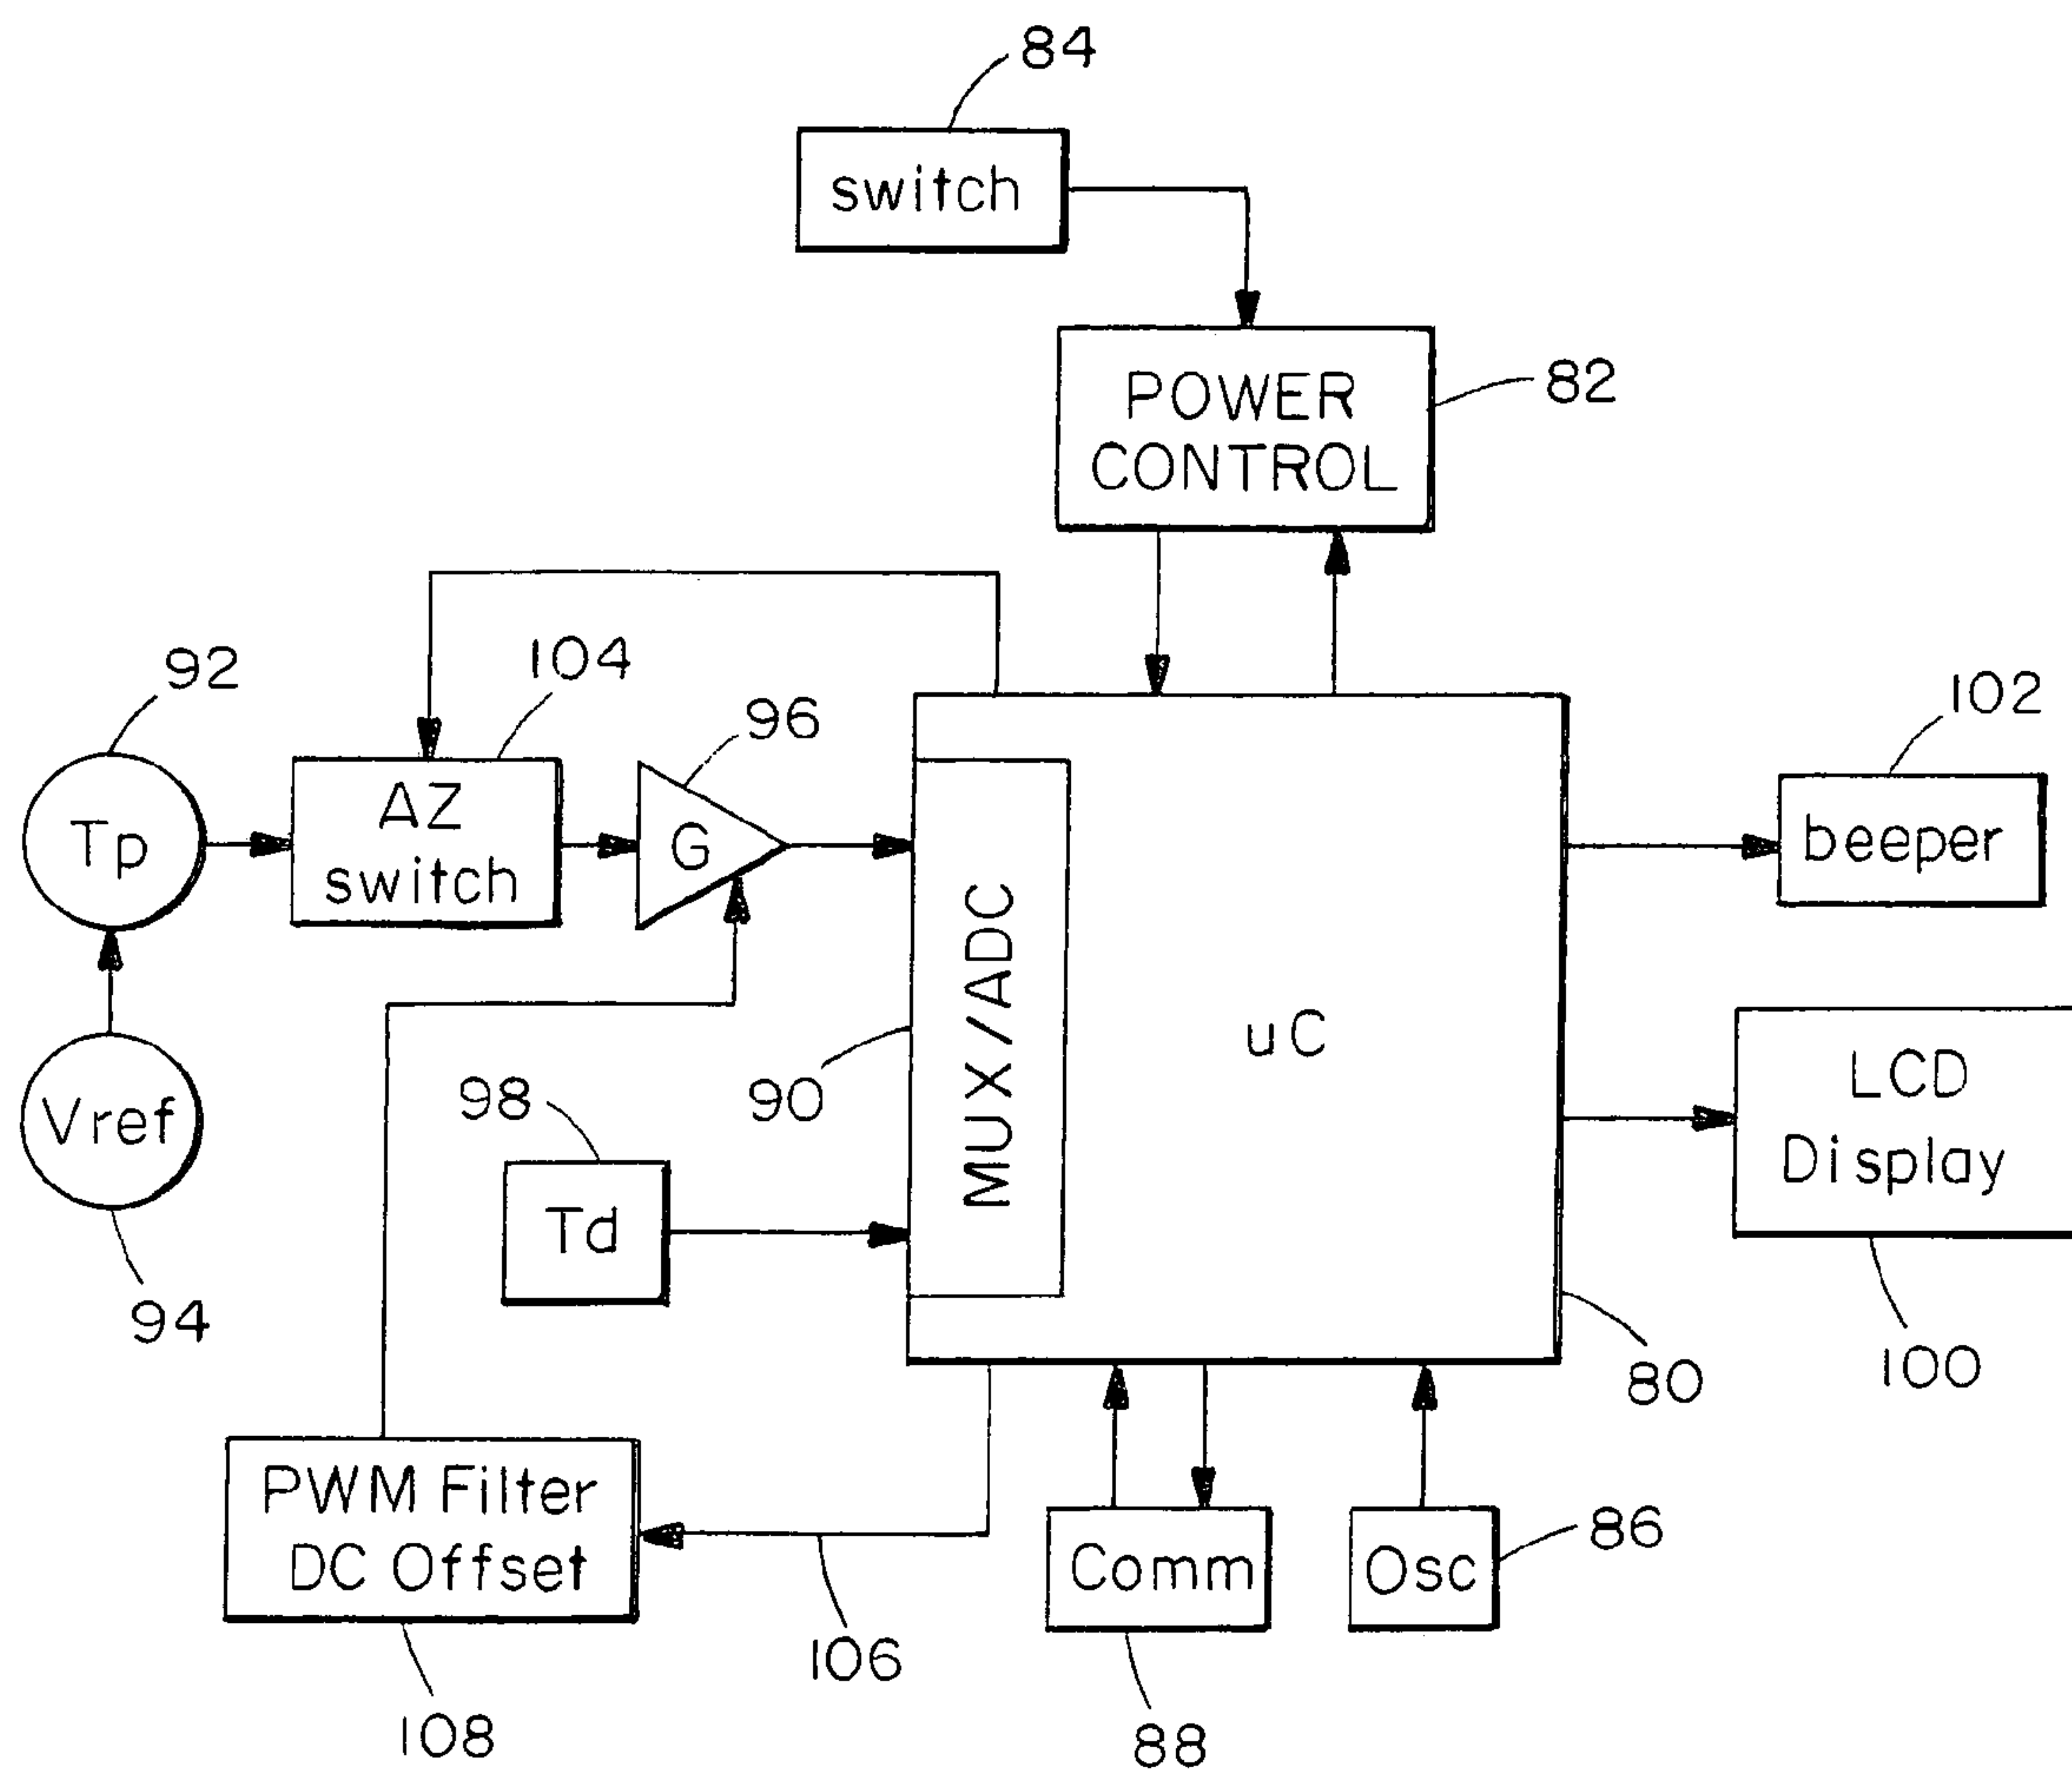 84
switch
POWER
CONTROL
82
92
104
96
102
Tp
AZ
switch
G
beeper
MUX/ADC
uC
Vref
98
90
LCD
Display
Td
94
80
100
PWM Filter
DC Offset
106
Comm
Osc
86
108
88